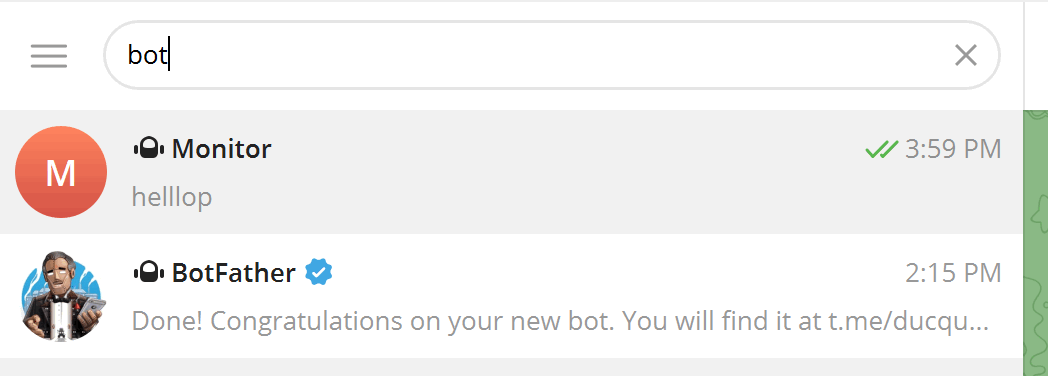 bot
M
Monitor
3:59 PM
helllop
BotFather
2:15 PM
Done! Congratulations on your new bot. You will find it at t.me/ducqu...